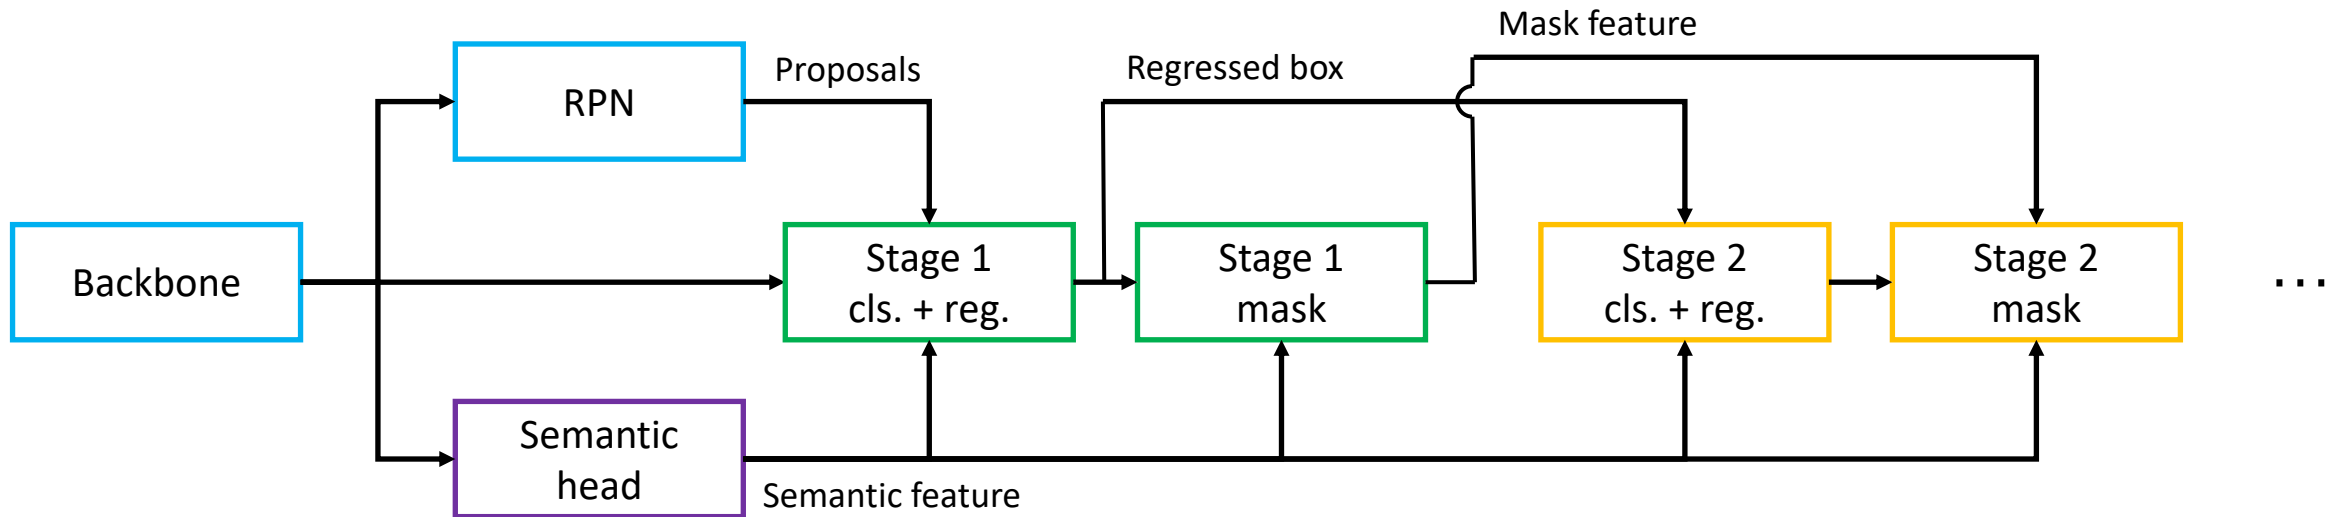 Mask feature
Proposals
Regressed box
RPN
Backbone
Stage 1
cls. + reg.
Stage 1
mask
Stage 2
cls. + reg.
Stage 2
mask
...
Semantic
head
Semantic feature